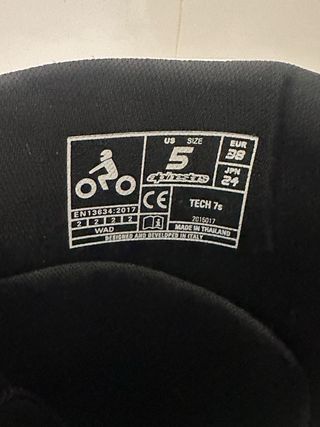 US SIZE
5
EUR
38
JPN
24
alpinestars
EN13634:2017
2 2 2 2
WAD
CE
TECH 7s
2015017
MADE IN THAILAND
DESIGNED AND DEVELOPED IN ITALY